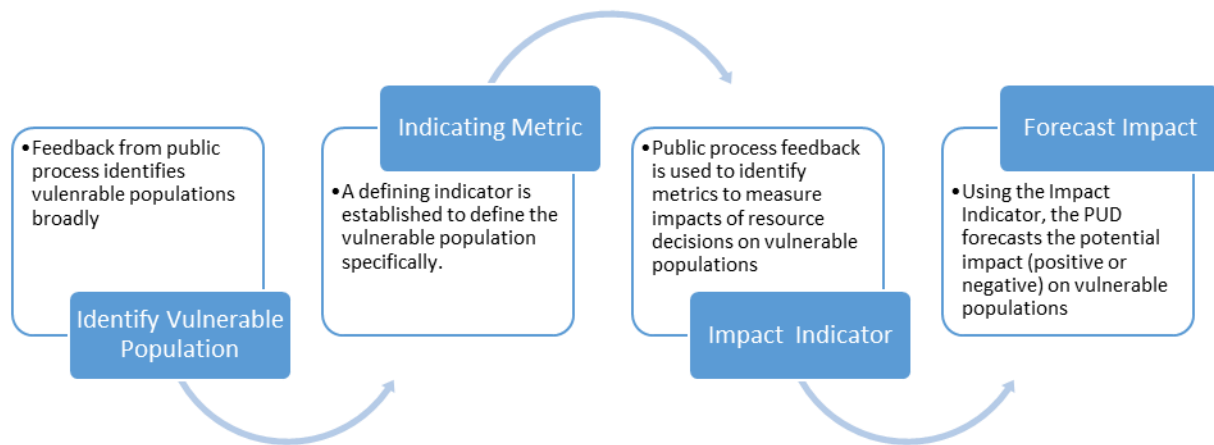 •Feedback from public
process identifies
vulenrable populations
broadly
Identify Vulnerable
Population
Indicating Metric
•A defining indicator is
established to define the
vulnerable population
specifically.
•Public process feedback
is used to identify
metrics to measure
impacts of resource
decisions on vulnerable
populations
Impact Indicator
Forecast Impact
•Using the Impact
Indicator, the PUD
forecasts the potential
impact (positive or
negative) on vulnerable
populations